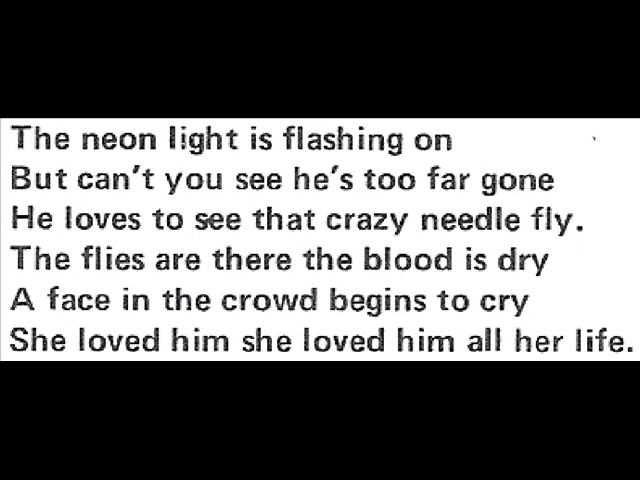 The neon light is flashing on
But can't you see he's too far gone
He loves to see that crazy needle fly.
The flies are there the blood is dry
A face in the crowd begins to cry
She loved him she loved him all her life.